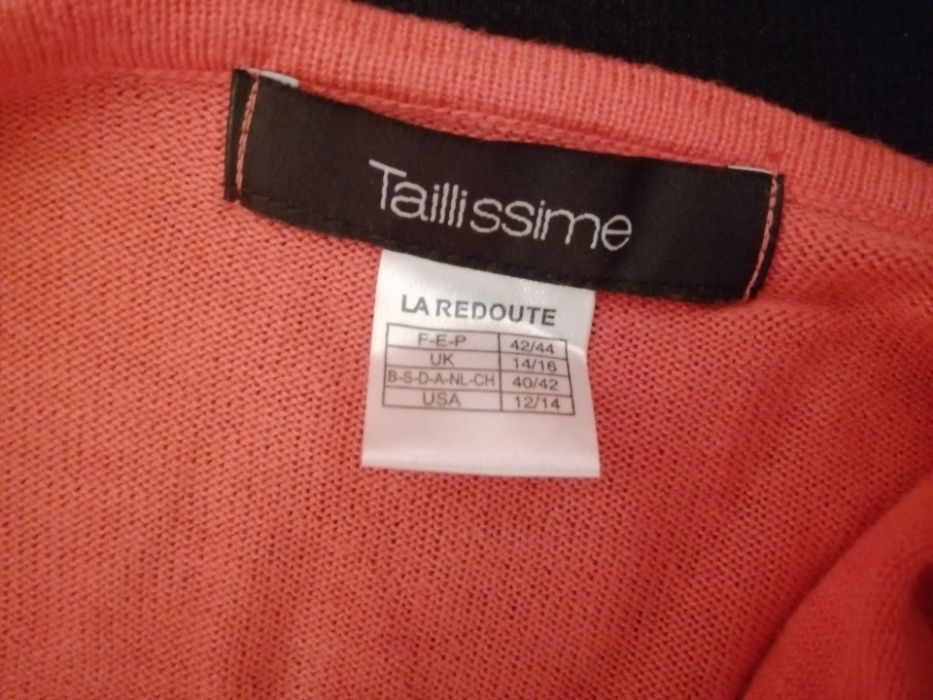 Taillissime
LA REDOUTE
F-E-P 42/44
UK 14/16
B-S-D-A-NL-CH 40/42
USA 12/14